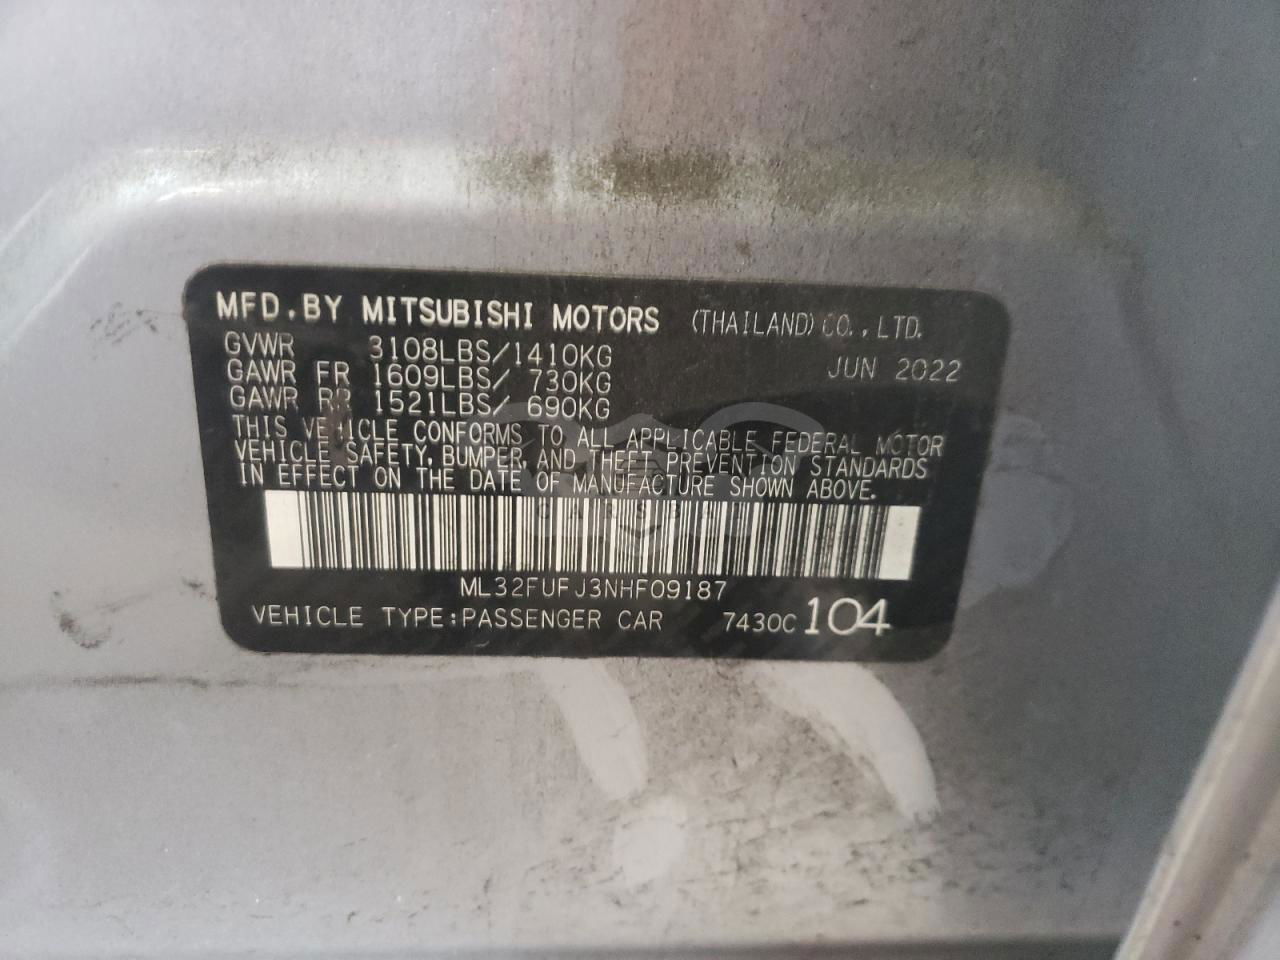 MFD.BY MITSUBISHI MOTORS (THAILAND) CO., LTD.
GVWR 3108LBS/1410KG JUN 2022
GAWR FR 1609LBS/ 730KG
GAWR RR 1521LBS/ 690KG
THIS VEHICLE CONFORMS TO ALL APPLICABLE FEDERAL MOTOR
VEHICLE SAFETY, BUMPER, AND THEFT PREVENTION STANDARDS
IN EFFECT ON THE DATE OF MANUFACTURE SHOWN ABOVE.
ML32FUFJ3NHF09187
VEHICLE TYPE:PASSENGER CAR 7430C 104